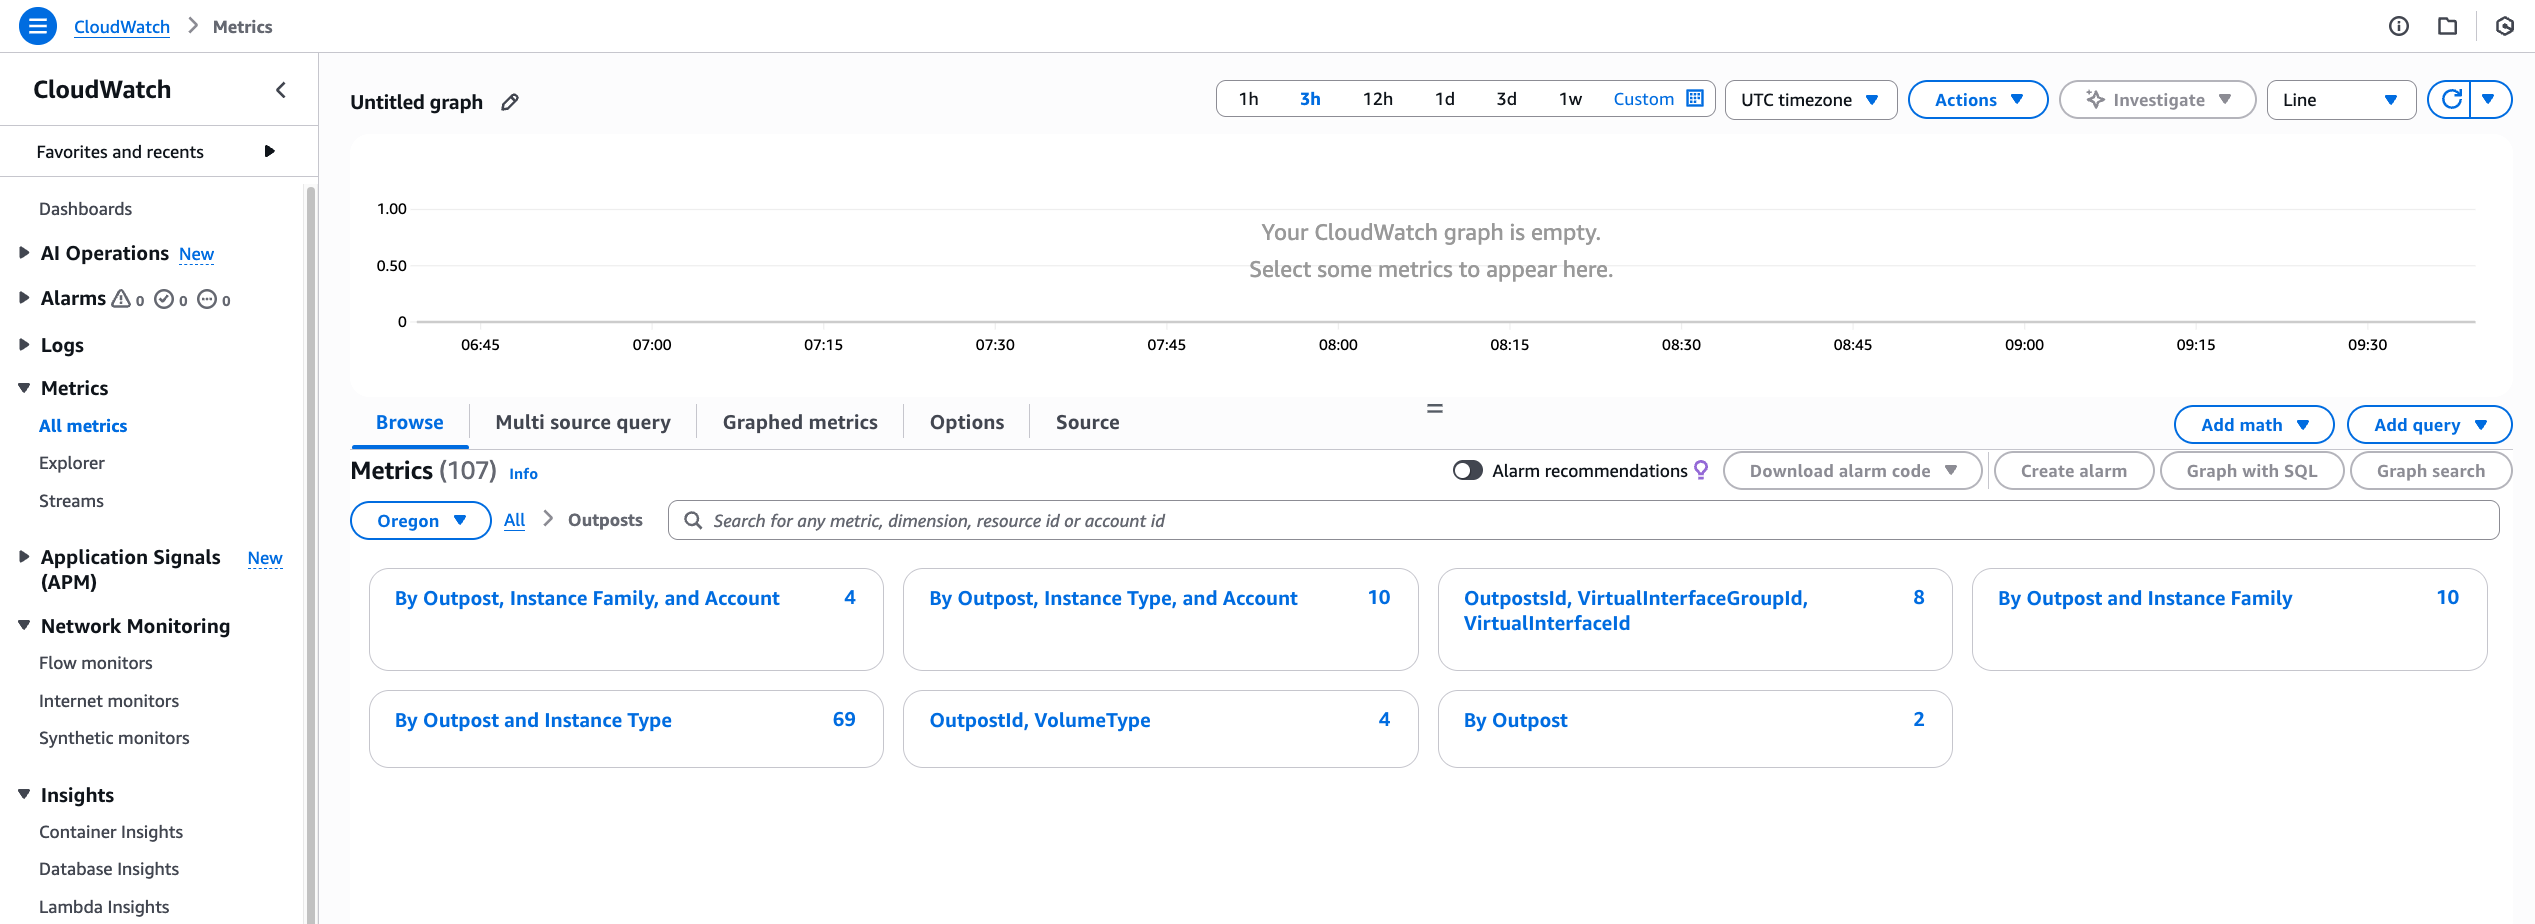 CloudWatch > Metrics
CloudWatch
Favorites and recents
Dashboards
AI Operations New
Alarms 0 0 0
Logs
Metrics
All metrics
Explorer
Streams
Application Signals New
(APM)
Network Monitoring
Flow monitors
Internet monitors
Synthetic monitors
Insights
Container Insights
Database Insights
Lambda Insights
Untitled graph
1h 3h 12h 1d 3d 1w Custom
UTC timezone
Actions
Investigate
Line
1.00
0.50
0
Your CloudWatch graph is empty.
Select some metrics to appear here.
06:45 07:00 07:15 07:30 07:45 08:00 08:15 08:30 08:45 09:00 09:15 09:30
Browse Multi source query Graphed metrics Options Source
Add math Add query
Metrics (107) Info
Alarm recommendations
Download alarm code
Create alarm
Graph with SQL
Graph search
Oregon
All > Outposts
Search for any metric, dimension, resource id or account id
By Outpost, Instance Family, and Account 4
By Outpost, Instance Type, and Account 10
OutpostsId, VirtualInterfaceGroupId, 8
VirtualInterfaceId
By Outpost and Instance Family 10
By Outpost and Instance Type 69
OutpostId, VolumeType 4
By Outpost 2